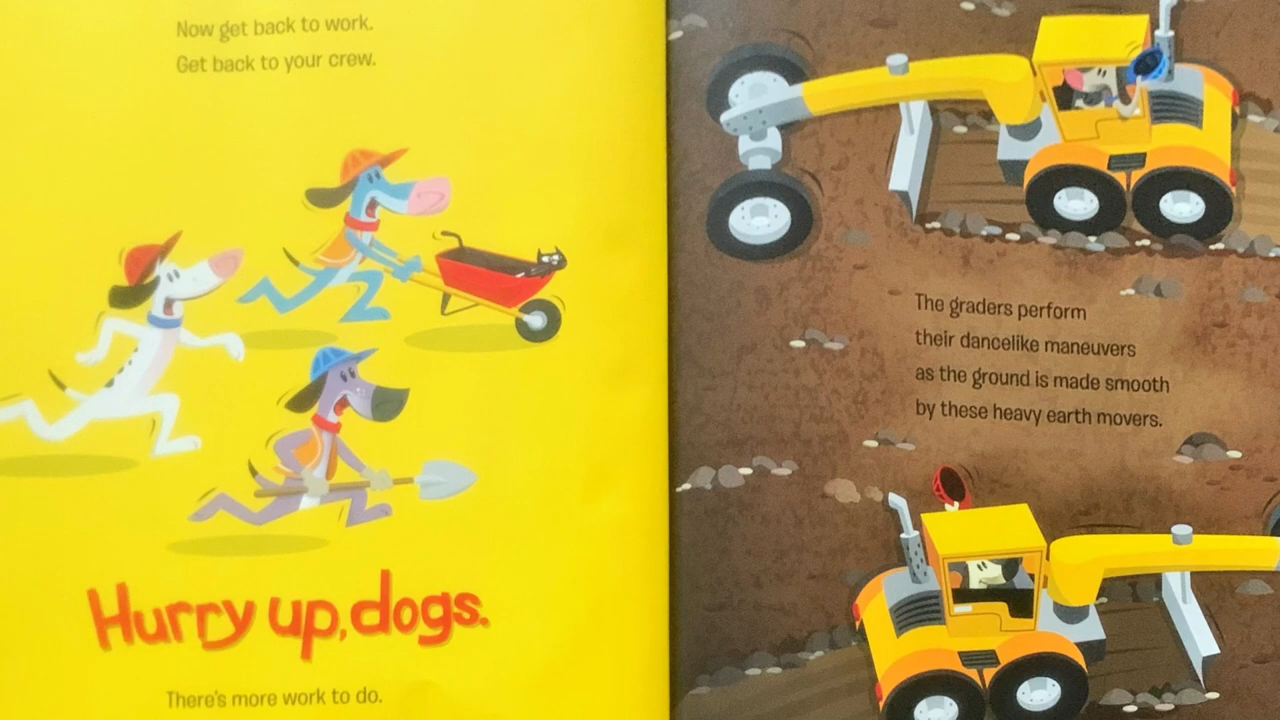 Now get back to work.
Get back to your crew.
Hurry up, dogs.
There's more work to do.
The graders perform
their dancelike maneuvers
as the ground is made smooth
by these heavy earth movers.